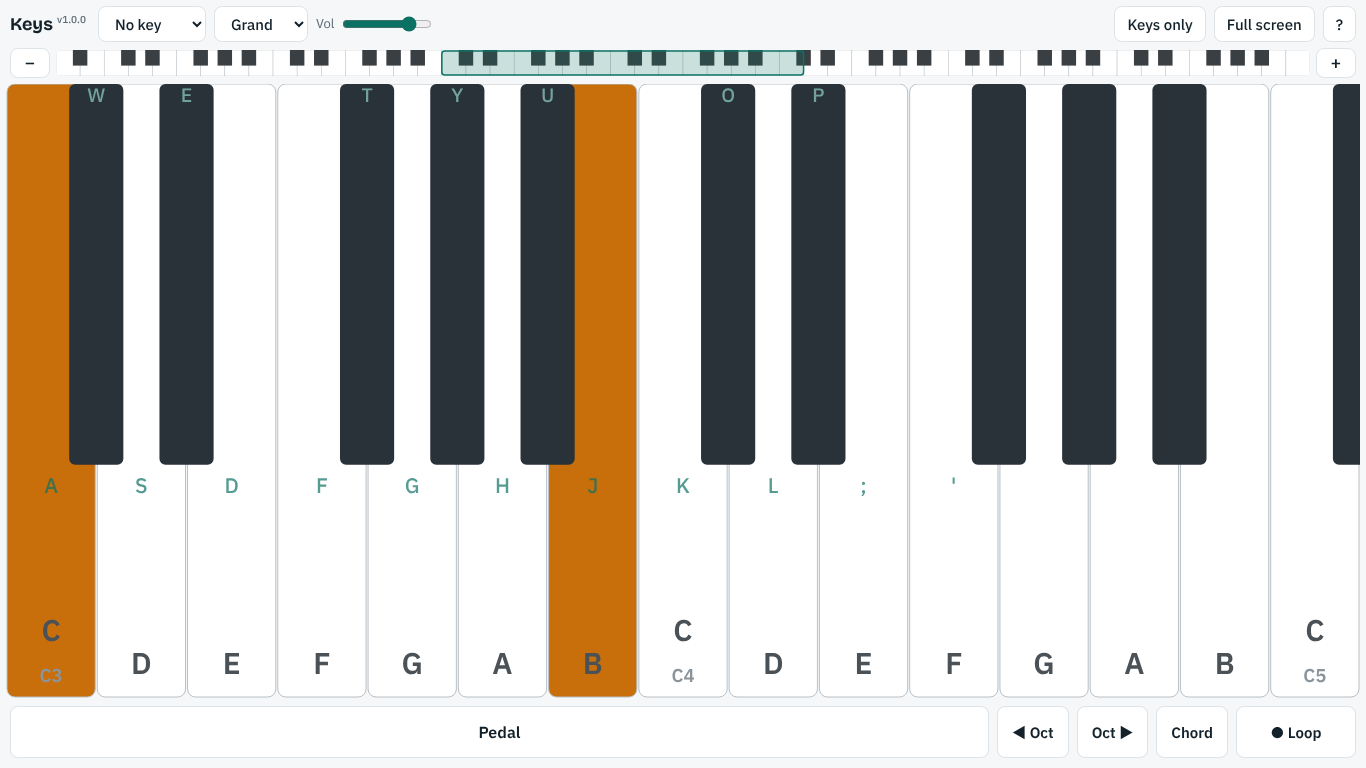 Keys v1.0.0 No key Grand Vol Keys only Full screen ?
− +
W E T Y U O P
A S D F G H J K L ; '
C D E F G A B C D E F G A B C
C3 C4 C5
Pedal ◀ Oct Oct ▶ Chord ● Loop